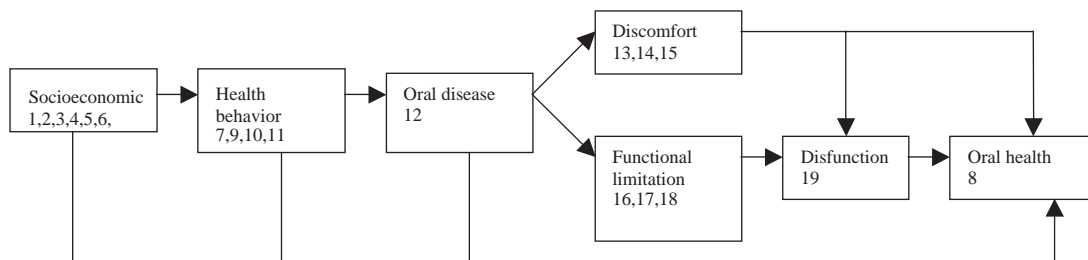 Socioeconomic
1,2,3,4,5,6,
Health
behavior
7,9,10,11
Oral disease
12
Discomfort
13,14,15
Functional
limitation
16,17,18
Disfunction
19
Oral health
8